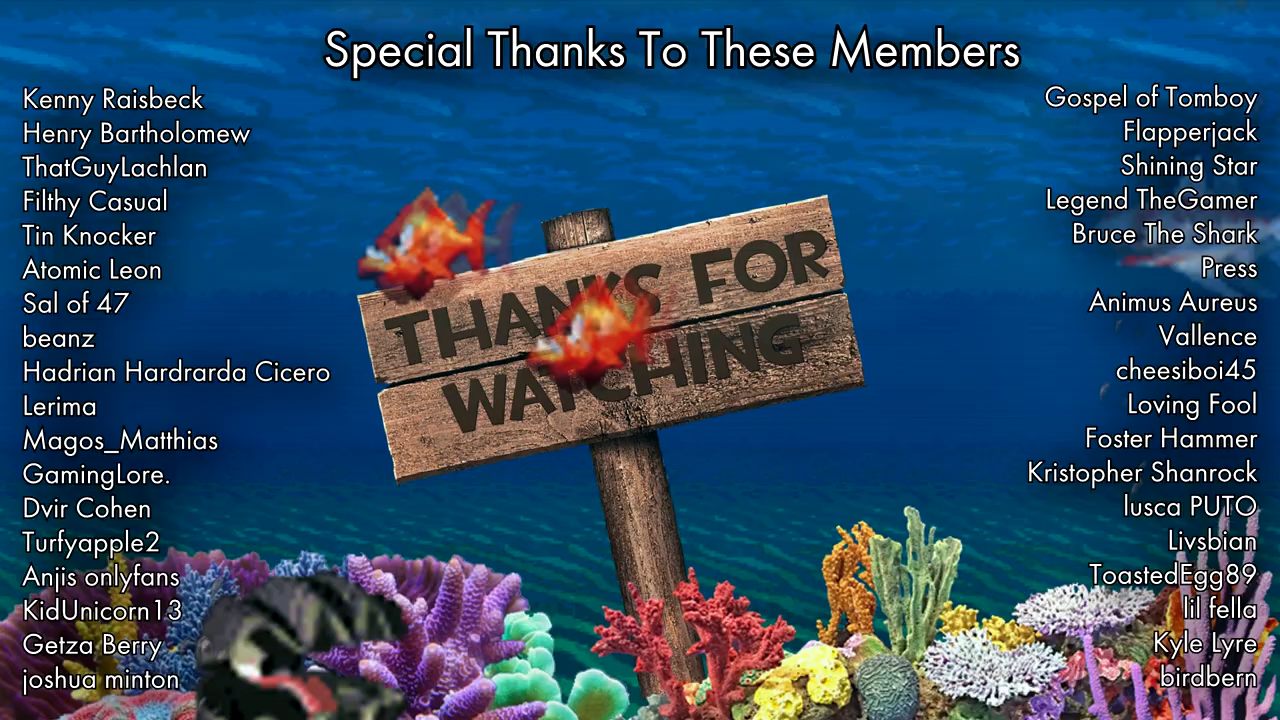 Special Thanks To These Members
Kenny Raisbeck
Henry Bartholomew
ThatGuyLachlan
Filthy Casual
Tin Knocker
Atomic Leon
Sal of 47
beanz
Hadrian Hardrarda Cicero
Lerima
Magos_Matthias
GamingLore.
Dvir Cohen
Turfyapple2
Anjis onlyfans
KidUnicorn13
Getza Berry
joshua minton
THANKS FOR
WATCHING
Gospel of Tomboy
Flapperjack
Shining Star
Legend TheGamer
Bruce The Shark
Press
Animus Aureus
Vallence
cheesiboi45
Loving Fool
Foster Hammer
Kristopher Shanrock
lusca PUTO
Livsbian
ToastedEgg89
lil fella
Kyle Lyre
birdbern